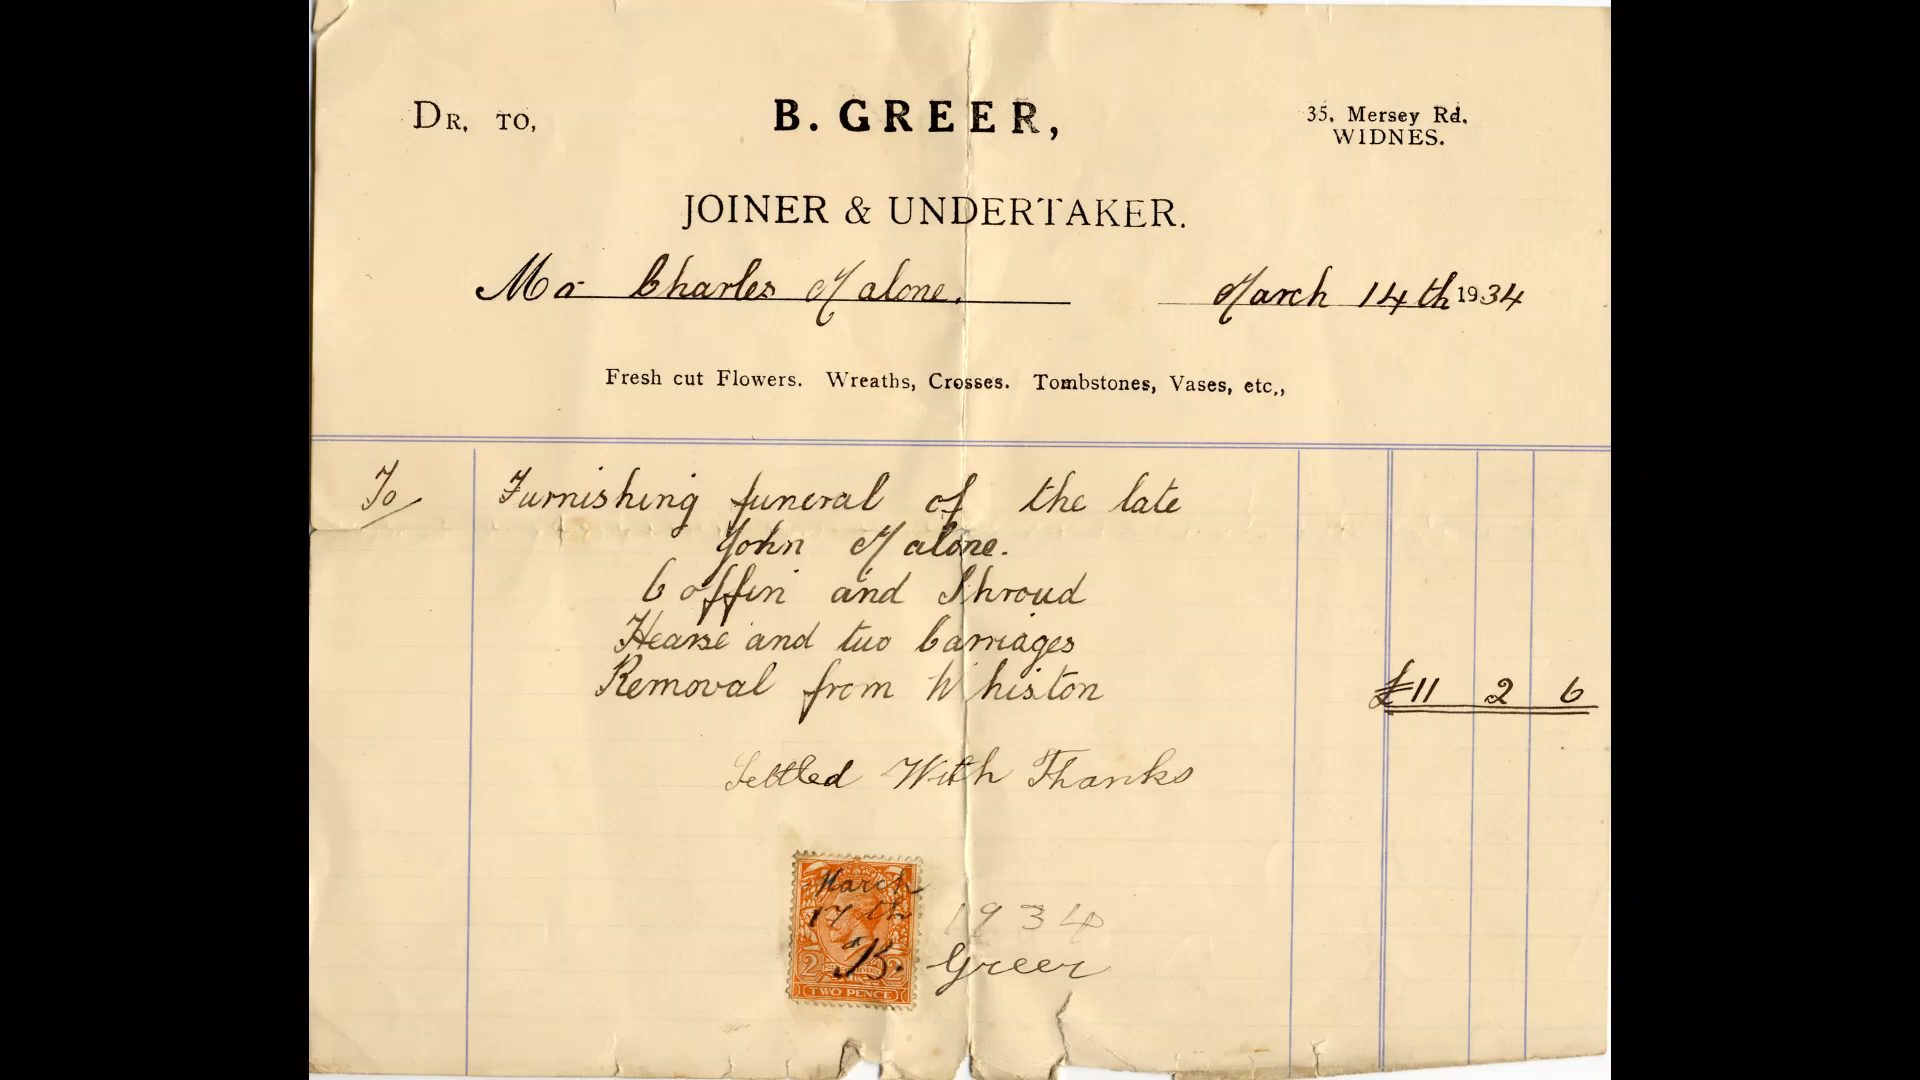 DR. TO,
B. GREER,
35, Mersey Rd.
WIDNES.
JOINER & UNDERTAKER.
Mr Charles Malone. March 14th 1934
Fresh cut Flowers. Wreaths, Crosses. Tombstones, Vases, etc.,
To Furnishing funeral of the late
John Malone.
Coffin and Shroud
Hearse and two Carriages
Removal from Whiston £11 2 6
Settled With Thanks
March
17th 1934
B. Greer
2 2
TWO PENCE